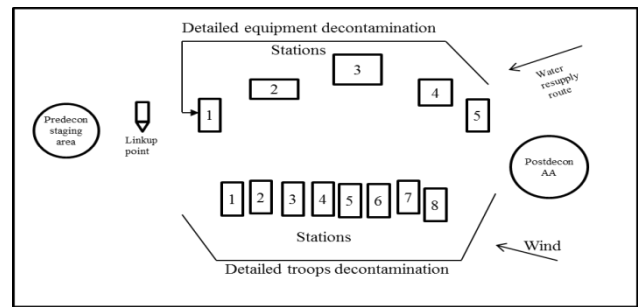 Detailed equipment decontamination
Stations
3
2
4
1
5
Water
resupply
route
Predecon
staging
area
Linkup
point
Postdecon
AA
1 2 3 4 5 6 7 8
Stations
Wind
Detailed troops decontamination